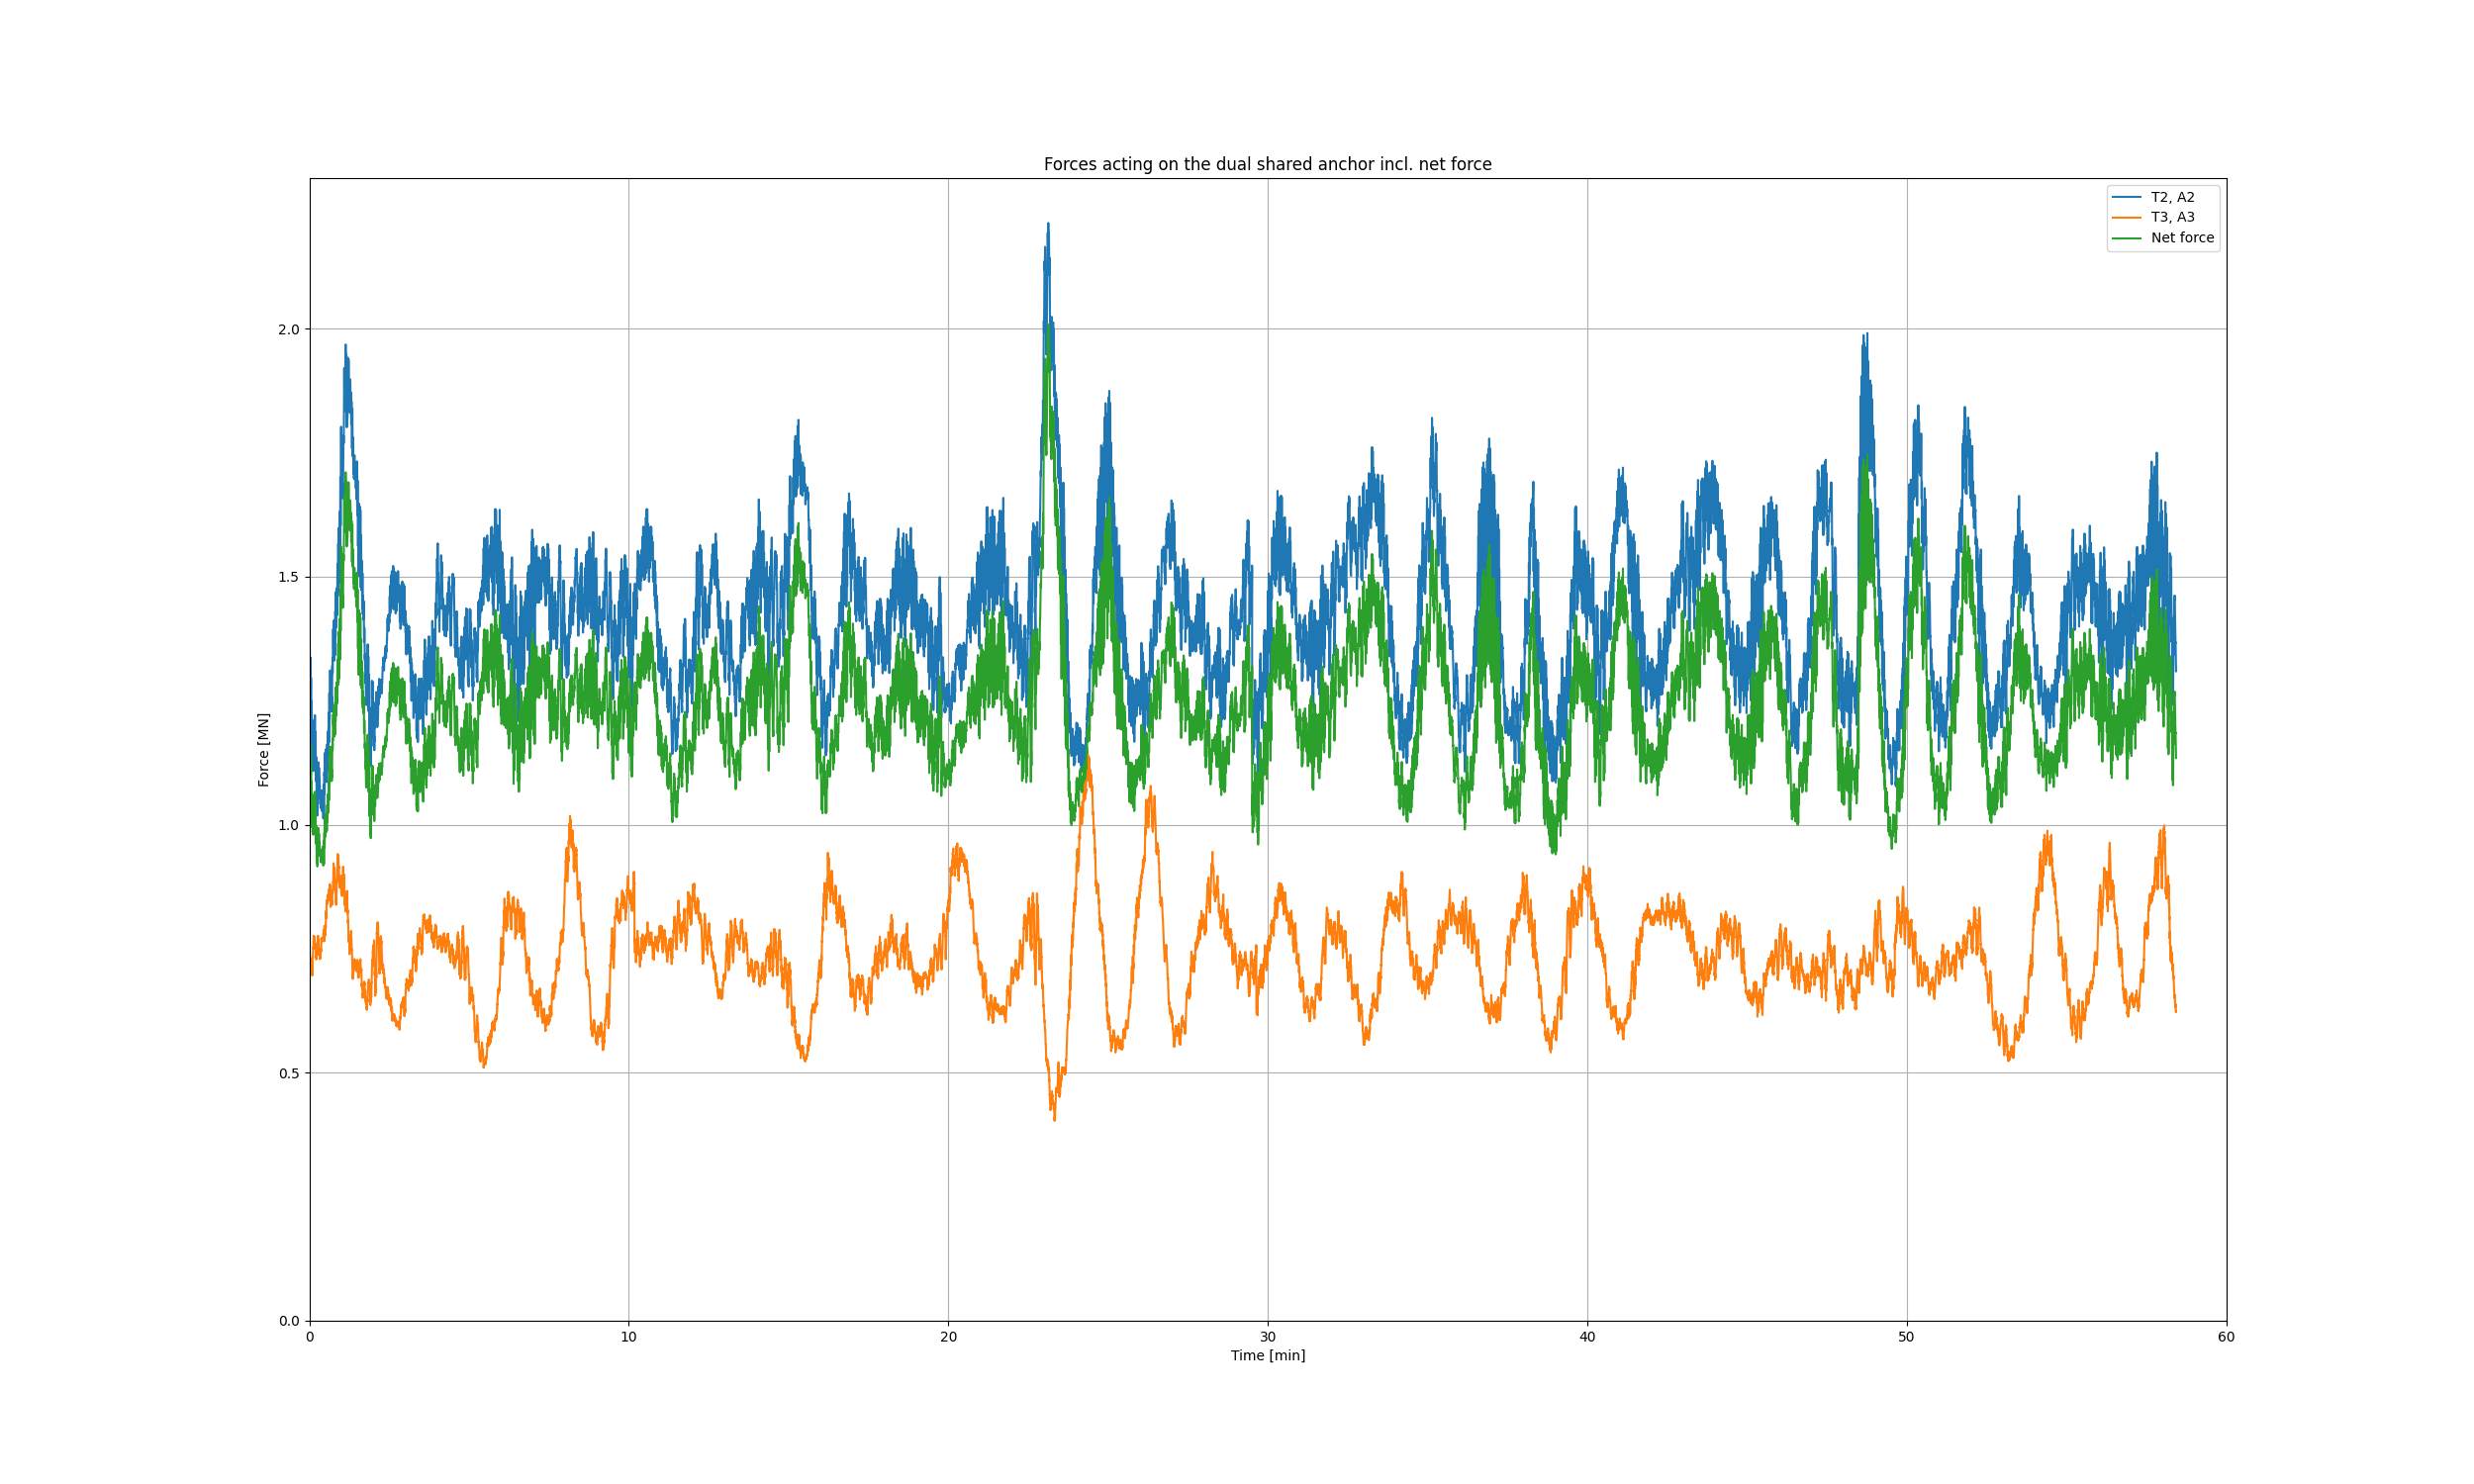 Forces acting on the dual shared anchor incl. net force
T2, A2
T3, A3
Net force
Force [MN]
2.0
1.5
1.0
0.5
0.0
0 10 20 30 40 50 60
Time [min]